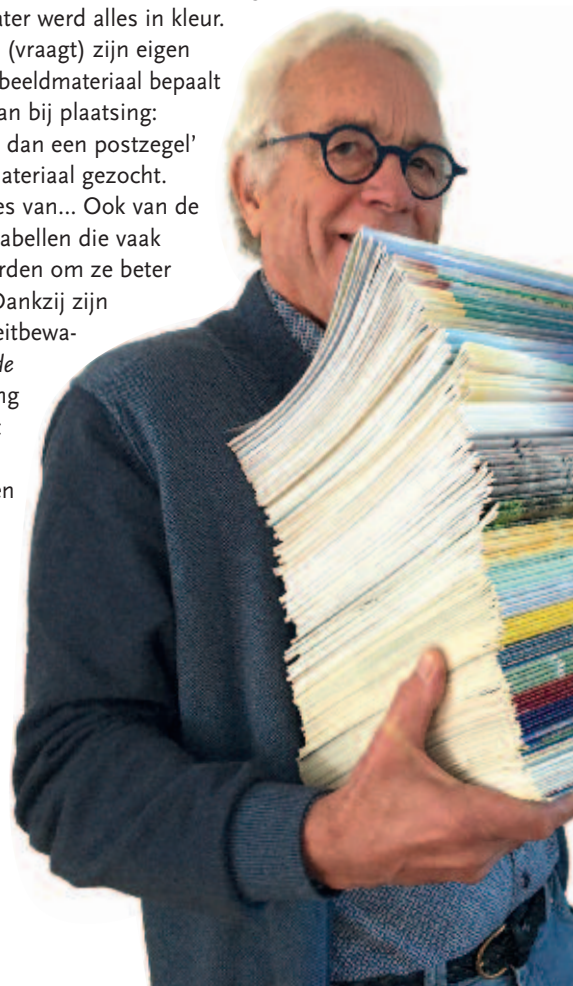 ater werd alles in kleur.
(vraagt) zijn eigen
beeldmateriaal bepaalt
an bij plaatsing:
dan een postzegel’
ateriaal gezocht.
es van... Ook van de
abellen die vaak
rden om ze beter
Dankzij zijn
eitbewa-
de
ng
en